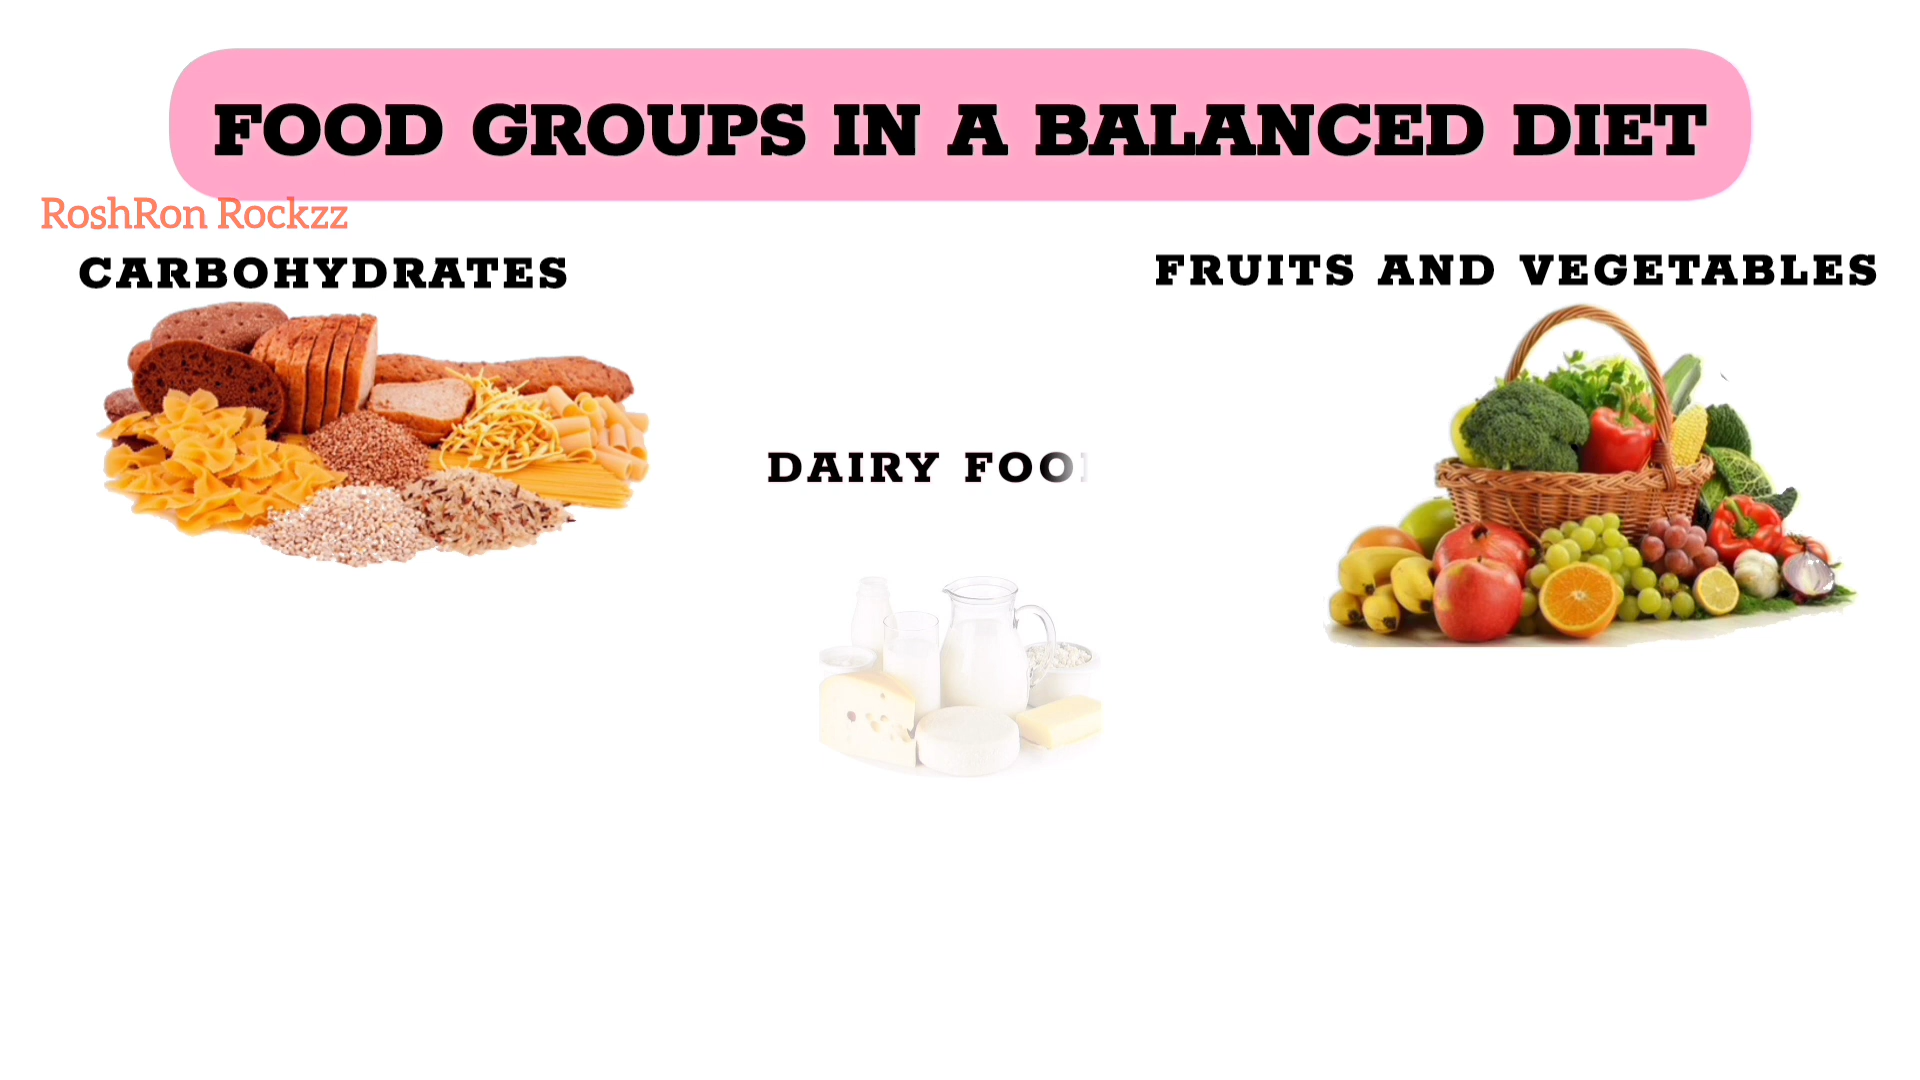 FOOD GROUPS IN A BALANCED DIET
RoshRon Rockzz
CARBOHYDRATES
FRUITS AND VEGETABLES
DAIRY